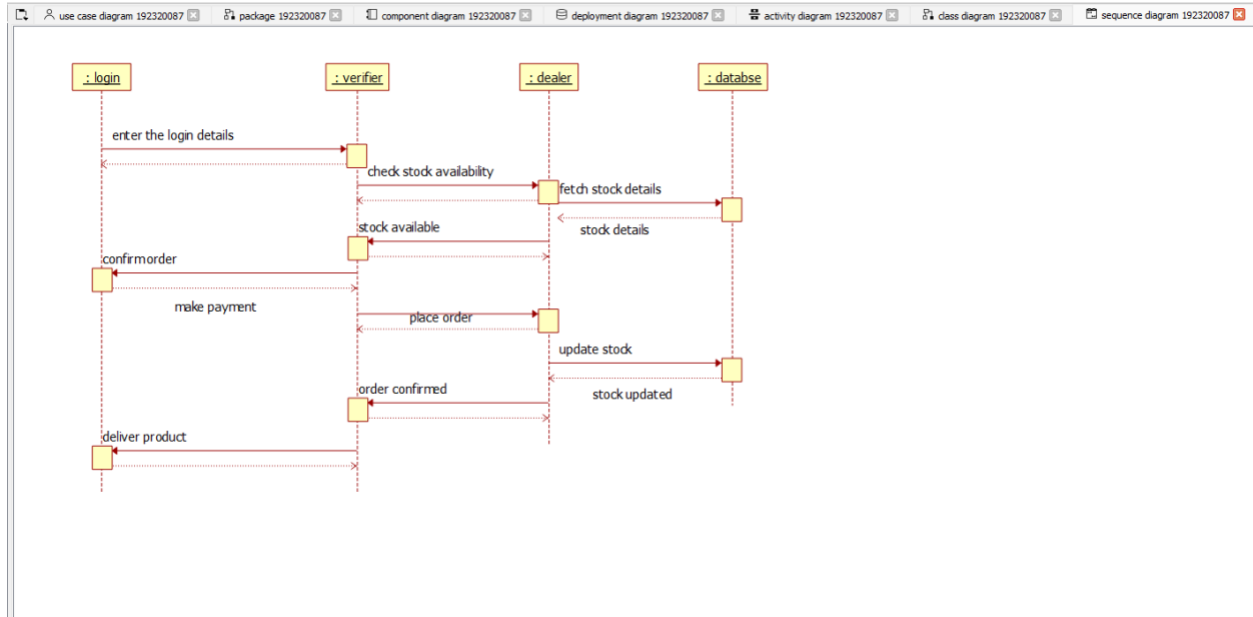 use case diagram 192320087
package 192320087
component diagram 192320087
deployment diagram 192320087
activity diagram 192320087
class diagram 192320087
sequence diagram 192320087
: login
: verifier
: dealer
: databse
enter the login details
check stock availability
fetch stock details
stock available
stock details
confirmorder
make payment
place order
update stock
order confirmed
stock updated
deliver product